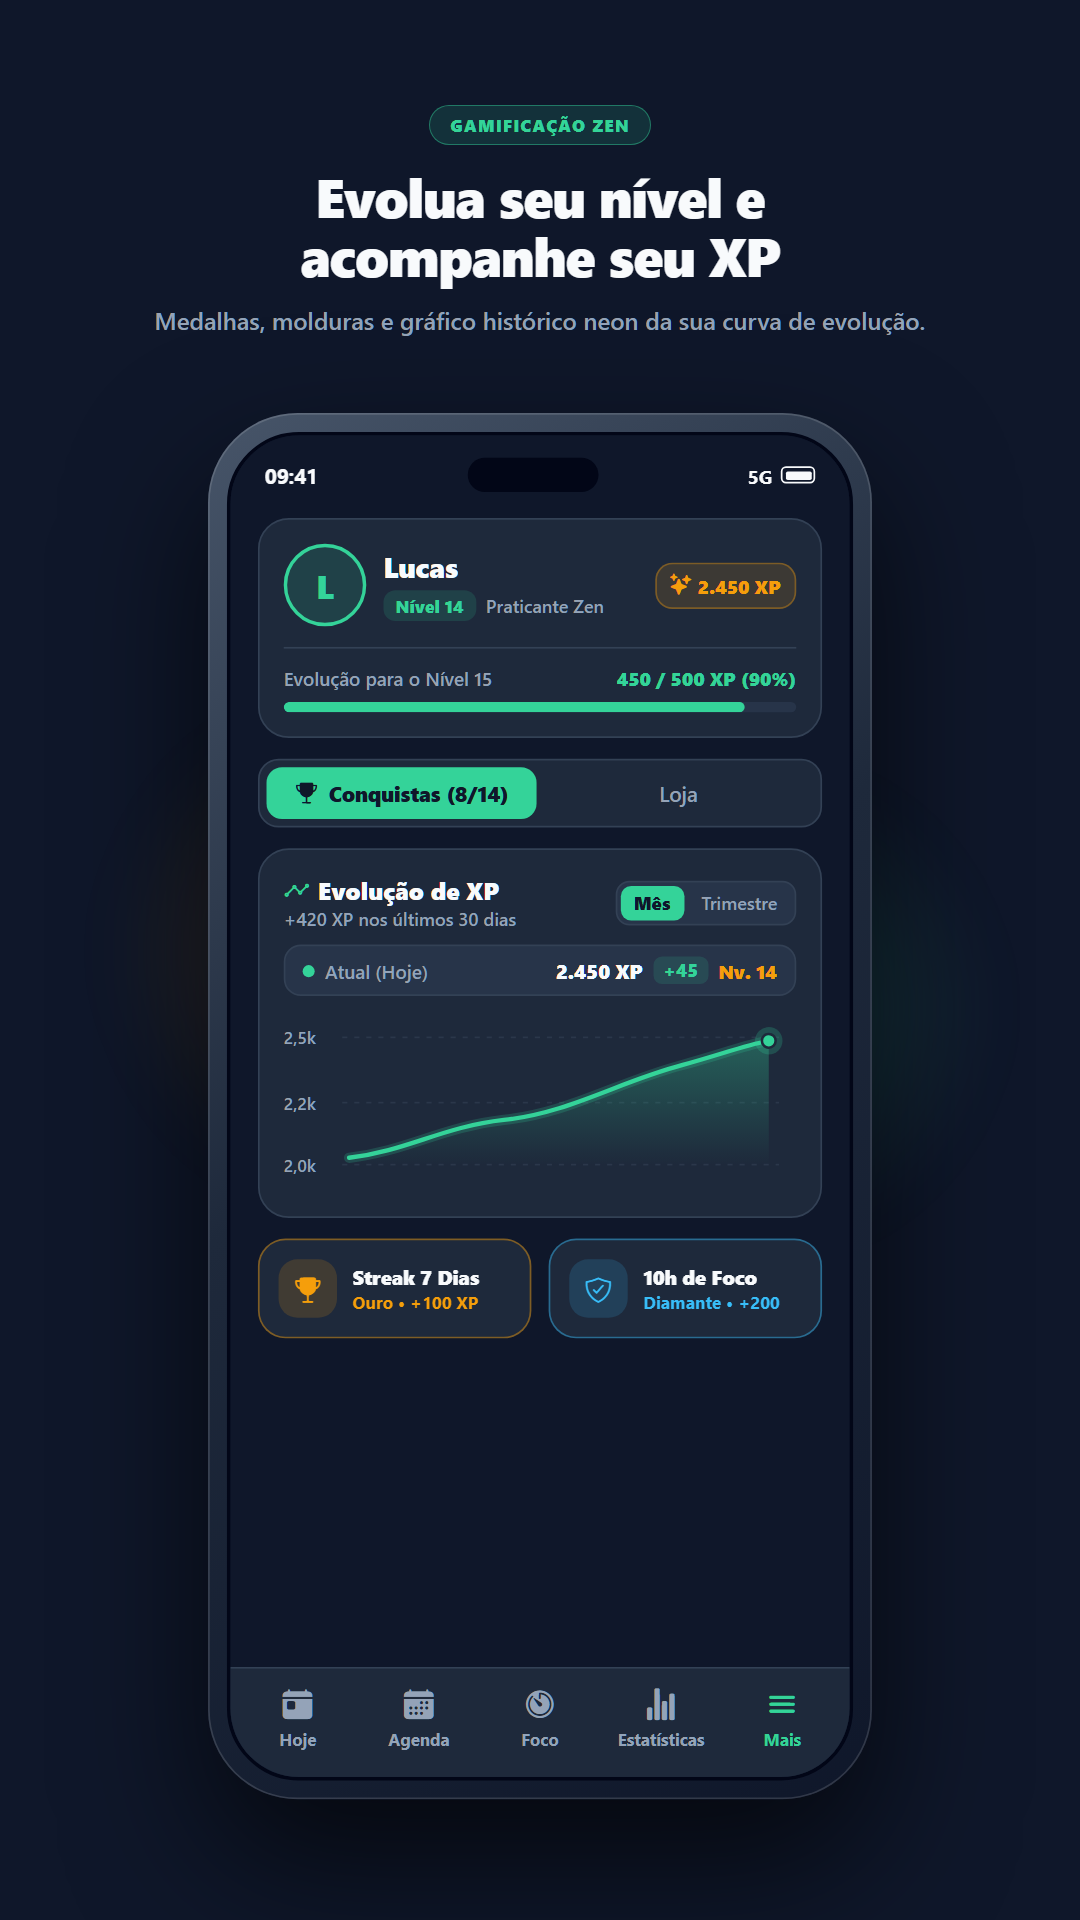 GAMIFICAÇÃO ZEN
Evolua seu nível e
acompanhe seu XP
Medalhas, molduras e gráfico histórico neon da sua curva de evolução.
09:41
5G
L
Lucas
Nível 14 Praticante Zen
2.450 XP
Evolução para o Nível 15
450 / 500 XP (90%)
Conquistas (8/14)
Loja
Evolução de XP
+420 XP nos últimos 30 dias
Mês
Trimestre
Atual (Hoje)
2.450 XP
+45
Nv. 14
2,5k
2,2k
2,0k
Streak 7 Dias
Ouro • +100 XP
10h de Foco
Diamante • +200
Hoje
Agenda
Foco
Estatísticas
Mais